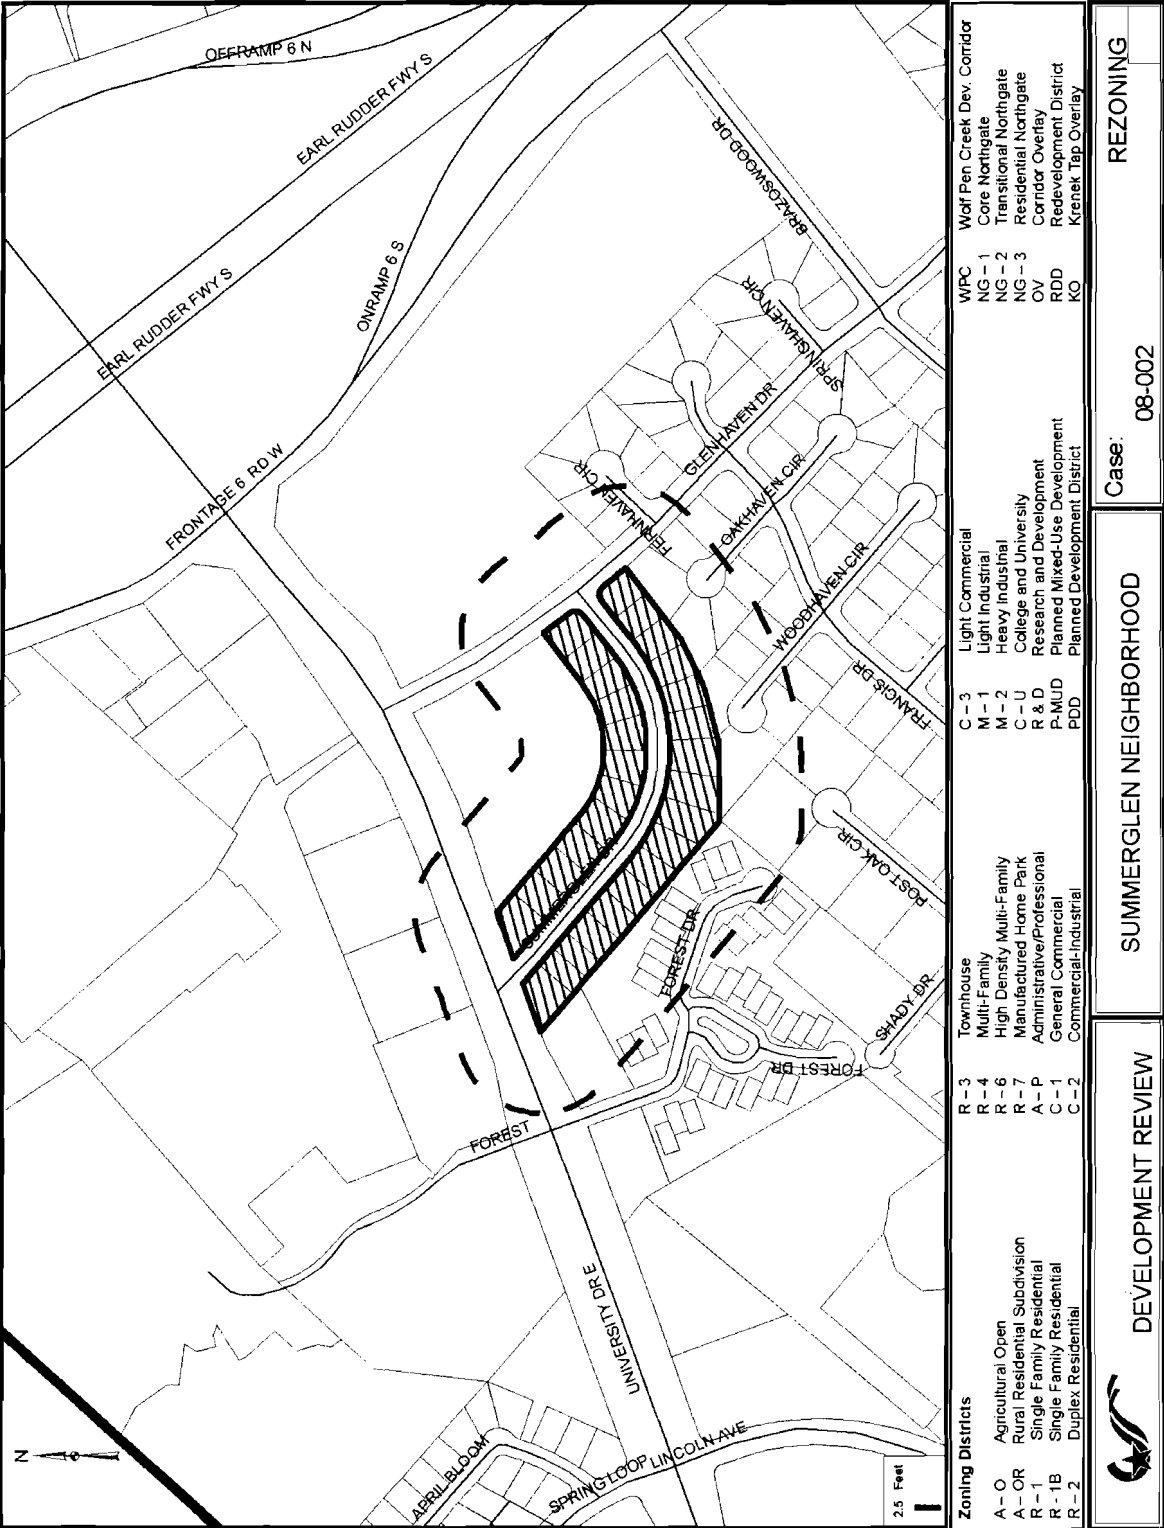 N
OFFRAMP 6 N
EARL RUDDER FWY S
EARL RUDDER FWY S
ONRAMP 6 S
FRONTAGE 6 RD W
BRAZOSWOOD DR
SPRINGHAVEN CIR
GLENHAVEN DR
FERNHAVEN CIR
OAKHAVEN CIR
WOODHAVEN CIR
FRANCIS DR
POST OAK CIR
SHADY DR
SUMMERGLEN DR
FOREST DR
FOREST DR
FOREST
UNIVERSITY DR E
APRIL BLOOM
SPRING LOOP
LINCOLN AVE
2.5 Feet
Zoning Districts
A - O Agricultural Open
A - OR Rural Residential Subdivision
R - 1 Single Family Residential
R - 1B Single Family Residential
R - 2 Duplex Residential
R - 3 Townhouse
R - 4 Multi-Family
R - 6 High Density Multi-Family
R - 7 Manufactured Home Park
A - P Administrative/Professional
C - 1 General Commercial
C - 2 Commercial-Industrial
C - 3 Light Commercial
M - 1 Light Industrial
M - 2 Heavy Industrial
C - U College and University
R & D Research and Development
P-MUD Planned Mixed-Use Development
PDD Planned Development District
WPC Wolf Pen Creek Dev. Corridor
NG - 1 Core Northgate
NG - 2 Transitional Northgate
NG - 3 Residential Northgate
OV Corridor Overlay
RDD Redevelopment District
KO Krenek Tap Overlay
DEVELOPMENT REVIEW
SUMMERGLEN NEIGHBORHOOD
Case: 08-002
REZONING